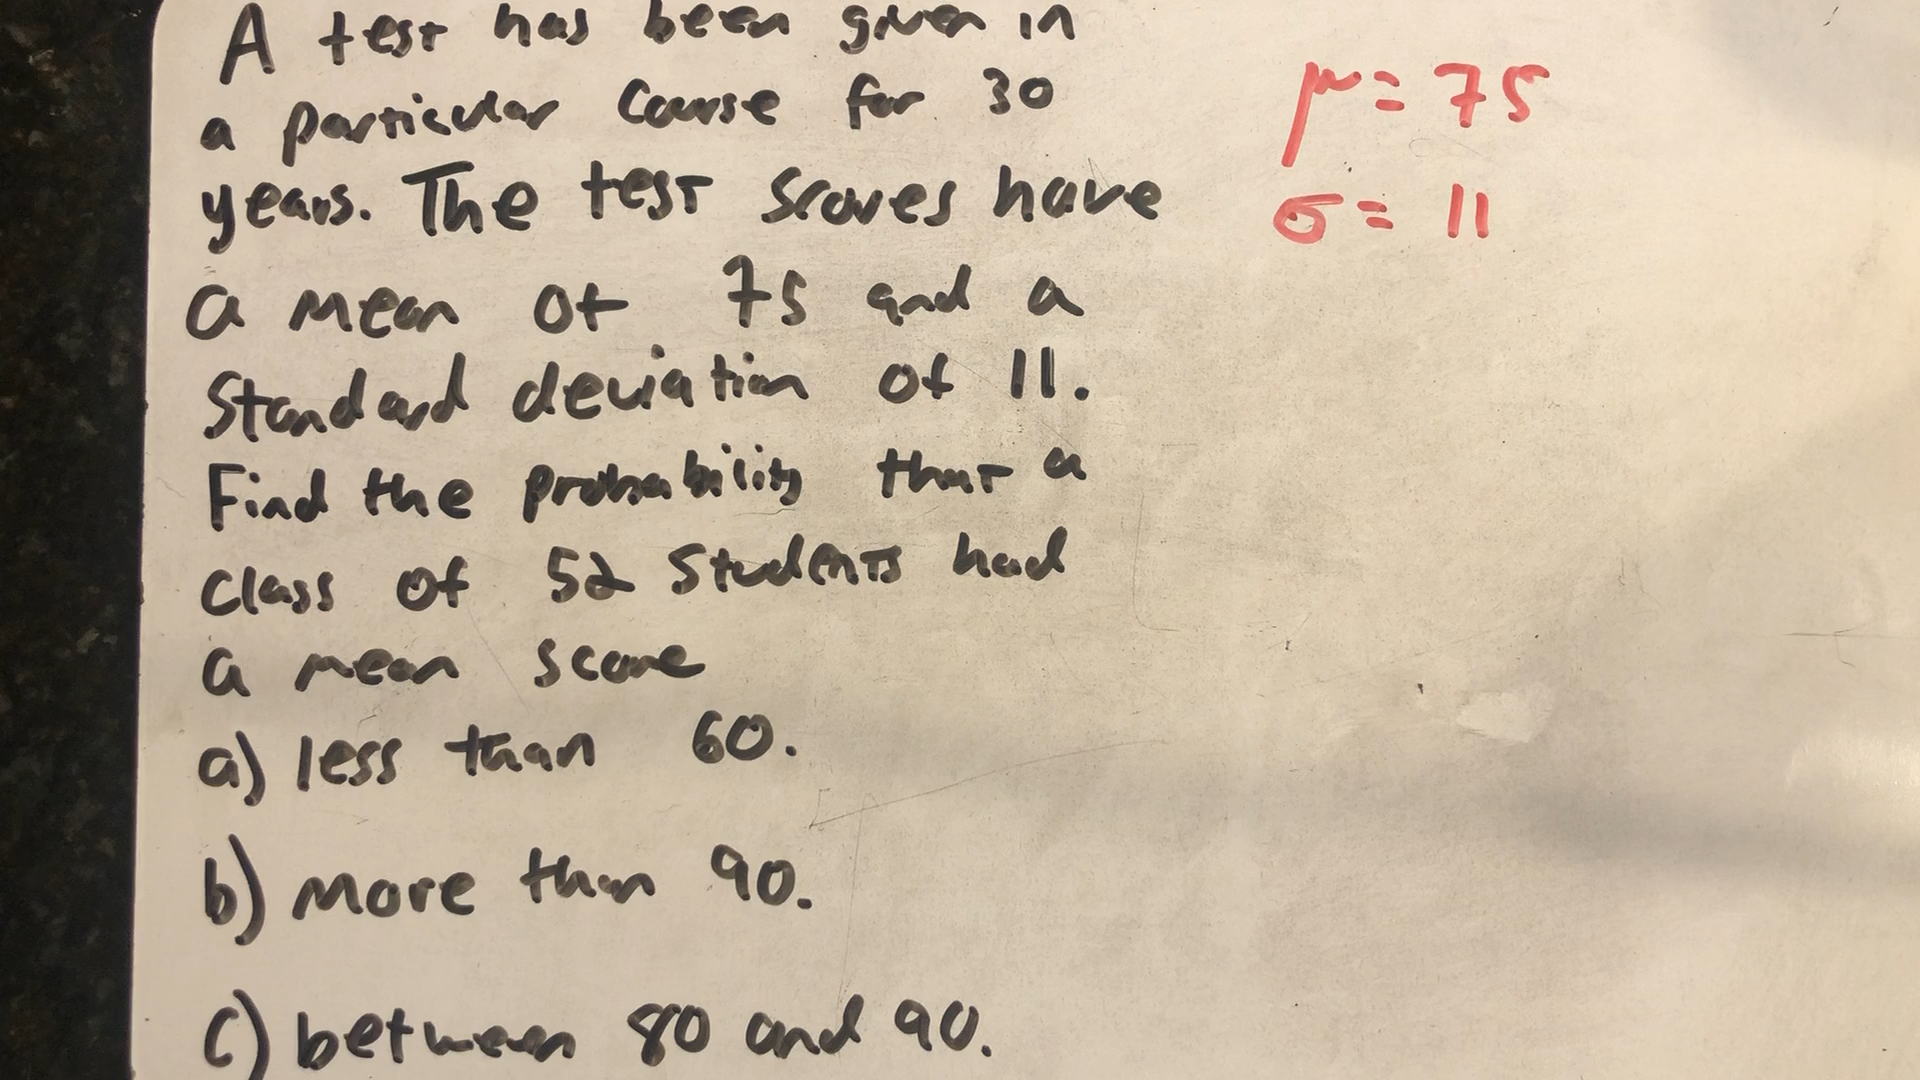 A test has been given in
a particular course for 30
years. The test scores have
a mean of 75 and a
standard deviation of 11.
Find the probability that a
class of 52 students had
a mean score
a) less than 60.
b) more than 90.
c) between 80 and 90.
μ = 75
σ = 11